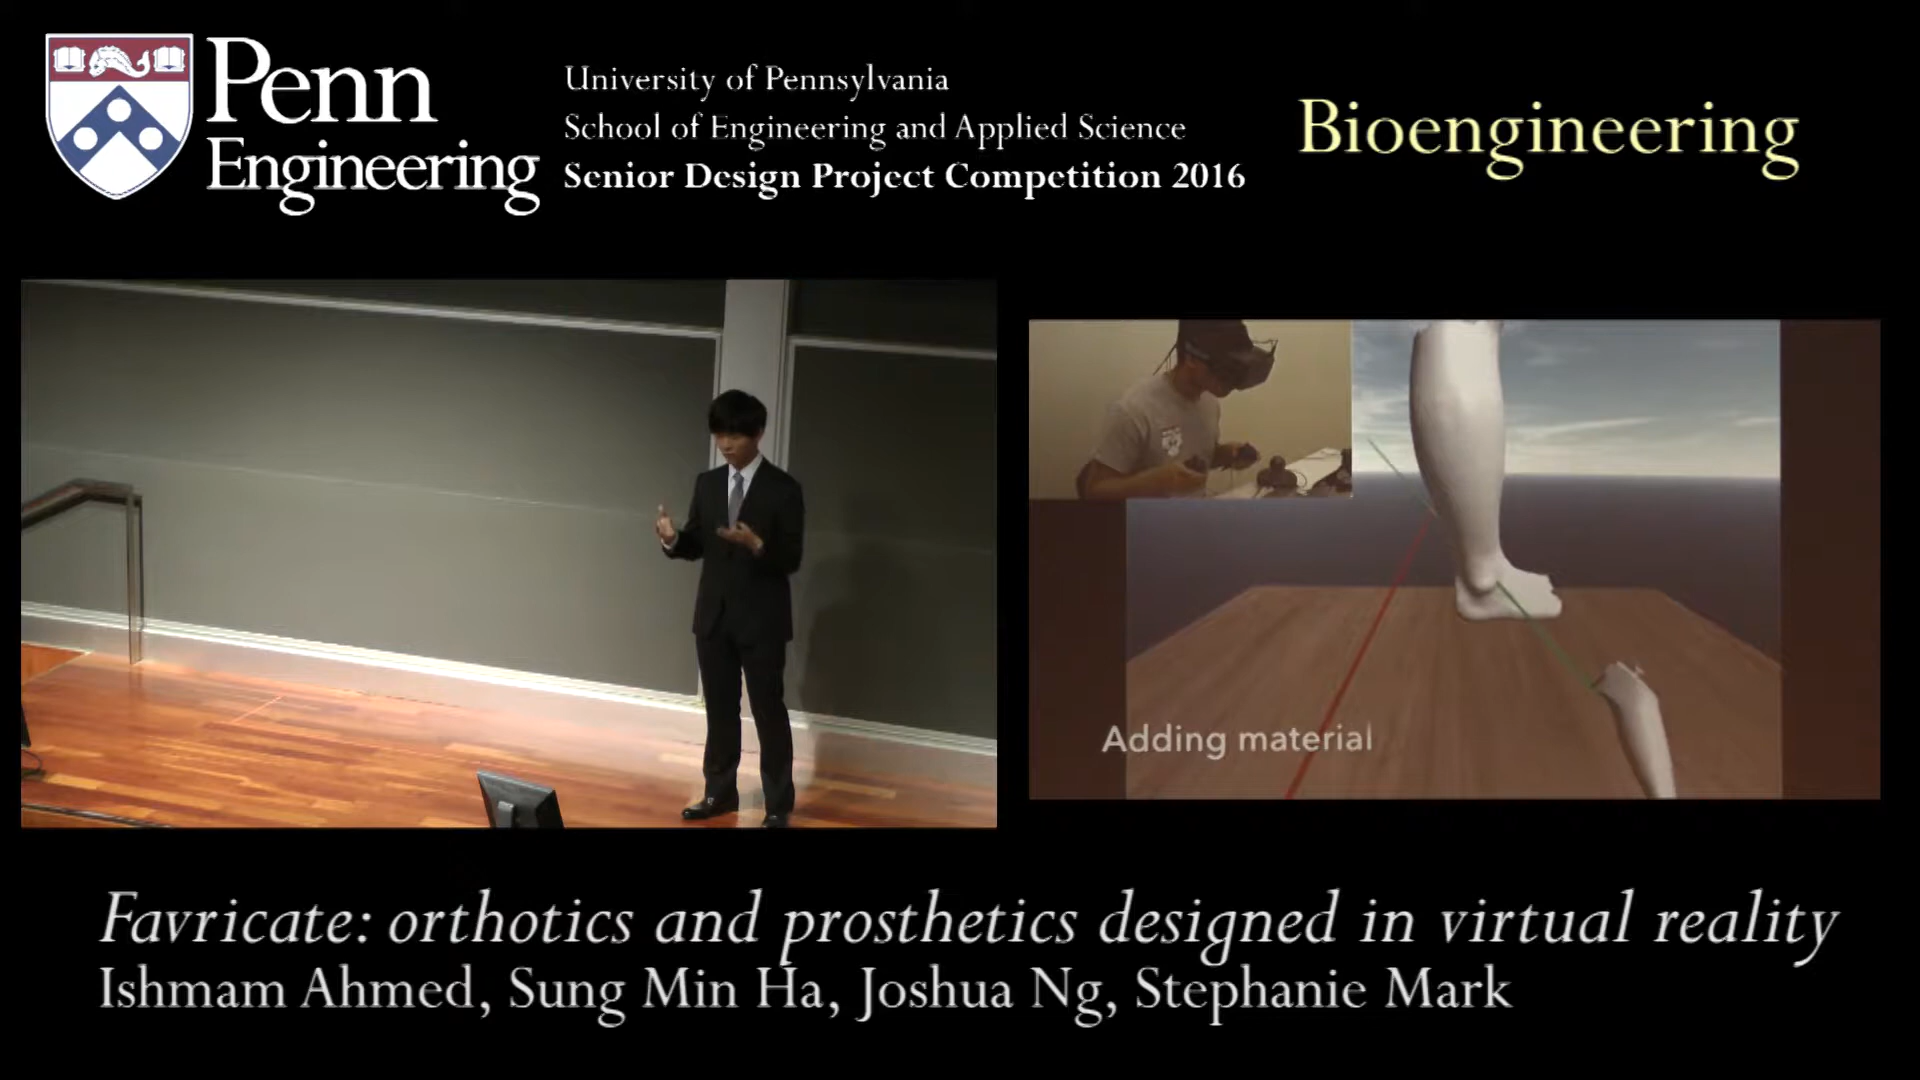 Penn
Engineering
University of Pennsylvania
School of Engineering and Applied Science
Senior Design Project Competition 2016
Bioengineering
Adding material
Favricate: orthotics and prosthetics designed in virtual reality
Ishmam Ahmed, Sung Min Ha, Joshua Ng, Stephanie Mark